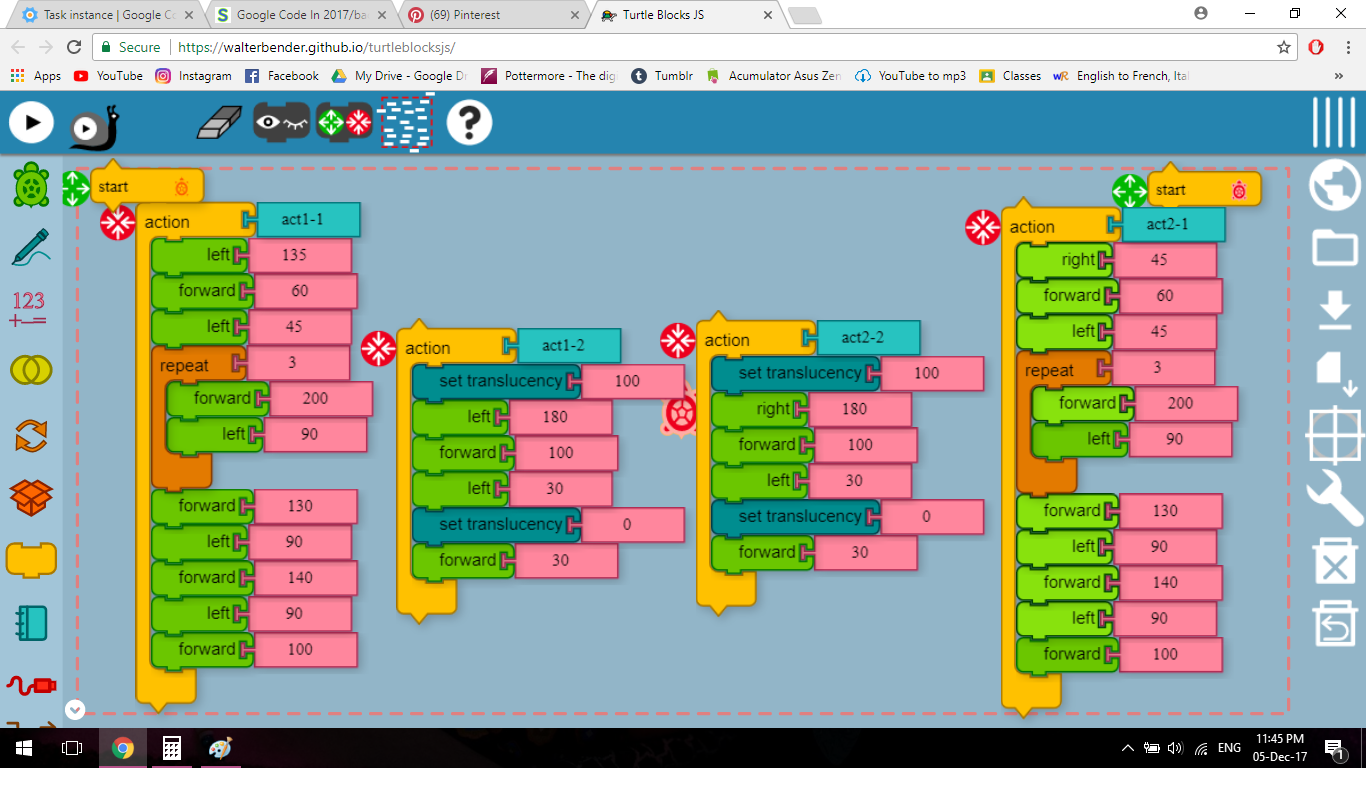 Task instance | Google Co
Google Code In 2017/ba
(69) Pinterest
Turtle Blocks JS
Secure
https://walterbender.github.io/turtleblocksjs/
Apps
YouTube
Instagram
Facebook
My Drive - Google Dr
Pottermore - The digi
Tumblr
Acumulator Asus Zen
YouTube to mp3
Classes
English to French, Ital
»
?
123
+-=
start
action act1-1
left 135
forward 60
left 45
repeat 3
forward 200
left 90
forward 130
left 90
forward 140
left 90
forward 100
action act1-2
set translucency 100
left 180
forward 100
left 30
set translucency 0
forward 30
action act2-2
set translucency 100
right 180
forward 100
left 30
set translucency 0
forward 30
start
action act2-1
right 45
forward 60
left 45
repeat 3
forward 200
left 90
forward 130
left 90
forward 140
left 90
forward 100
ENG
11:45 PM
05-Dec-17
1